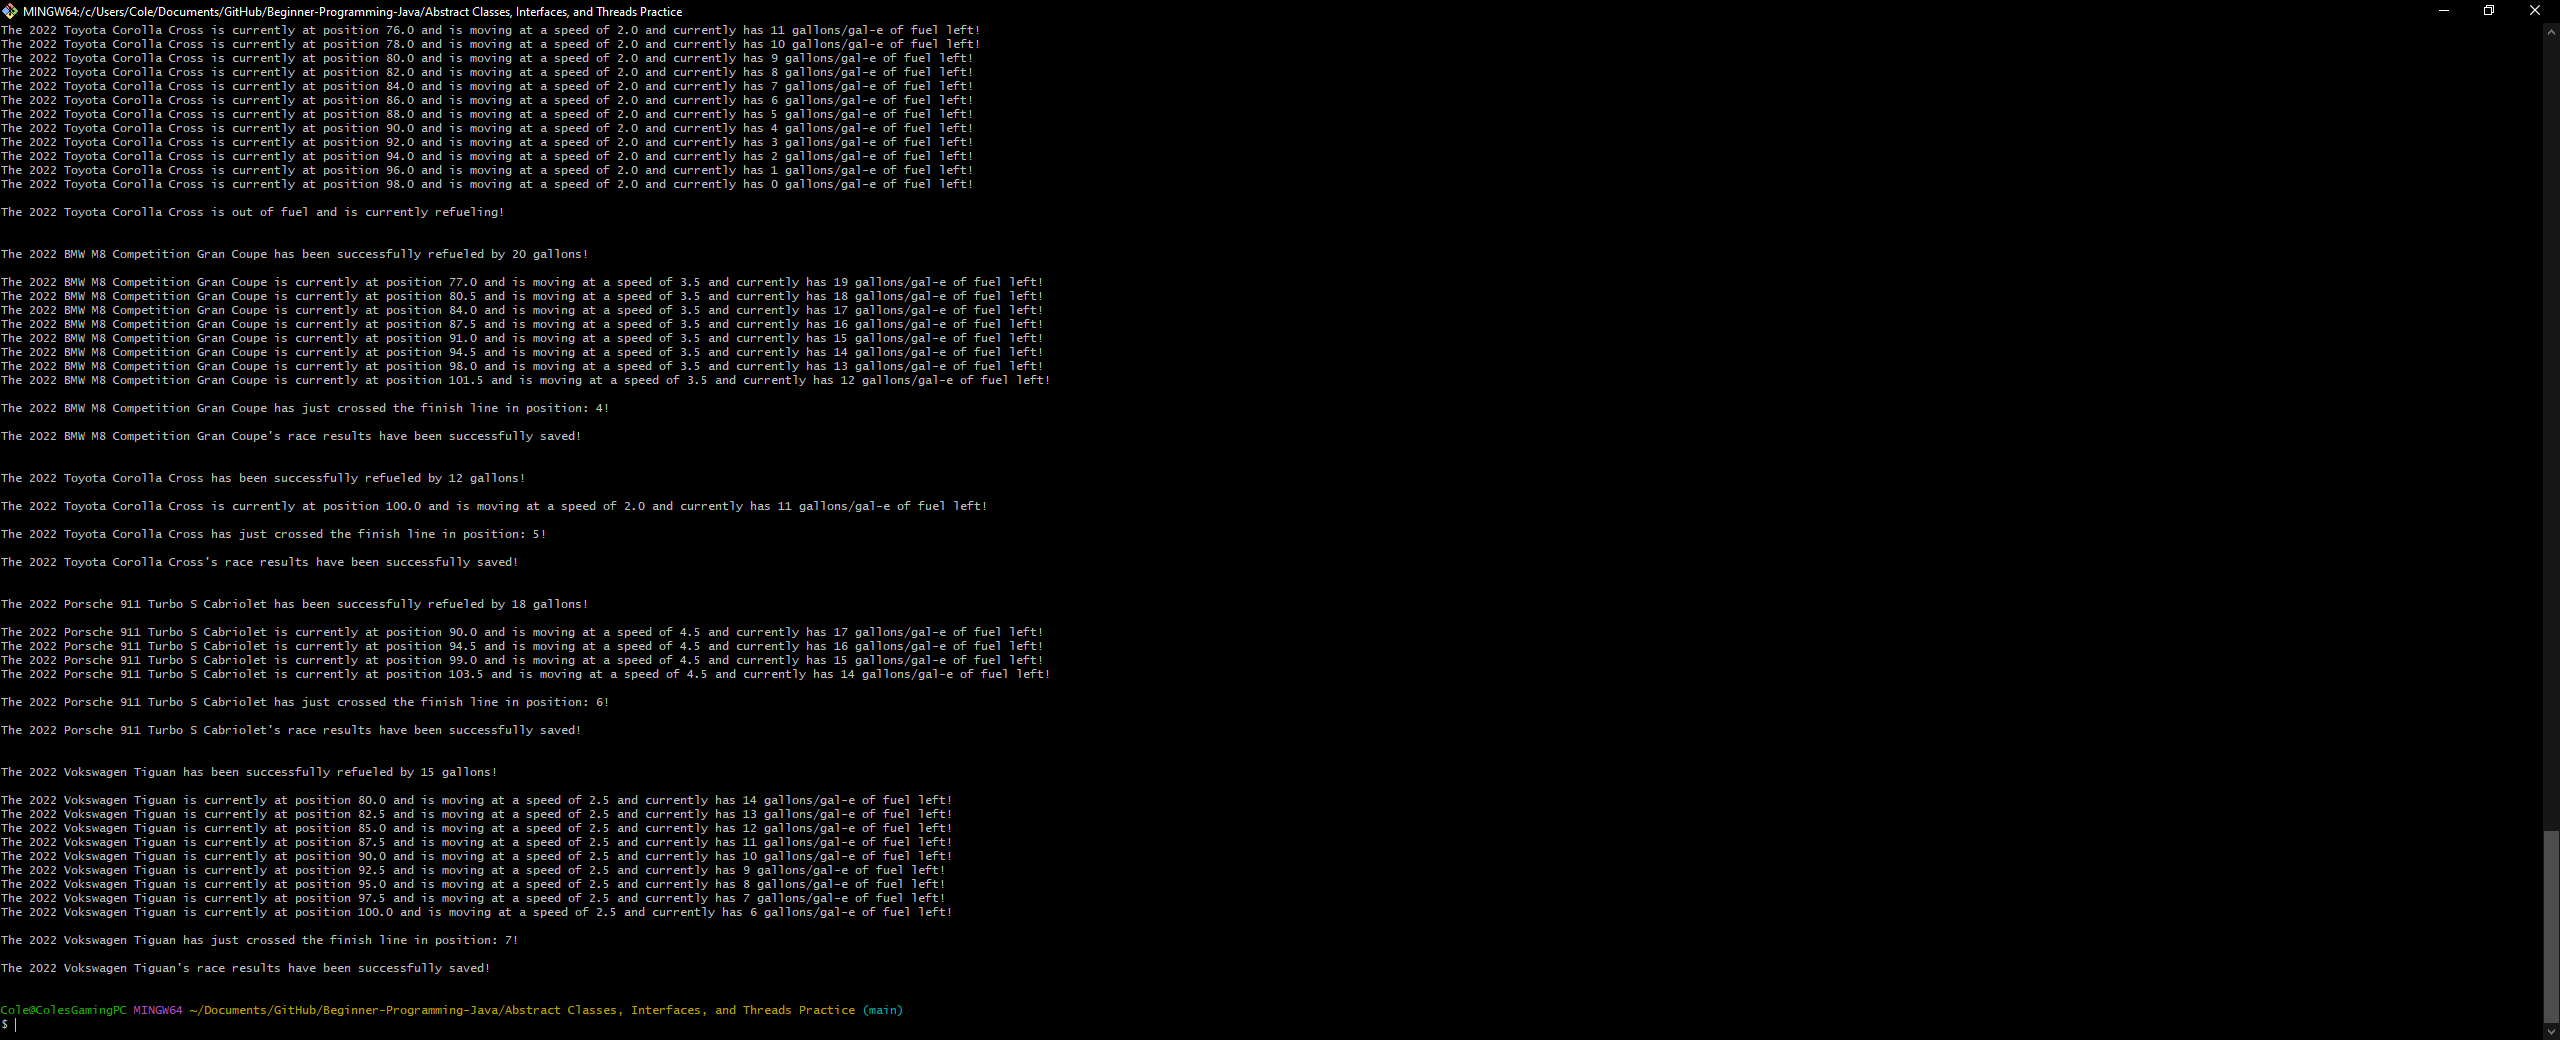 MINGW64:/c/Users/Cole/Documents/GitHub/Beginner-Programming-Java/Abstract Classes, Interfaces, and Threads Practice
The 2022 Toyota Corolla Cross is currently at position 76.0 and is moving at a speed of 2.0 and currently has 11 gallons/gal-e of fuel left!
The 2022 Toyota Corolla Cross is currently at position 78.0 and is moving at a speed of 2.0 and currently has 10 gallons/gal-e of fuel left!
The 2022 Toyota Corolla Cross is currently at position 80.0 and is moving at a speed of 2.0 and currently has 9 gallons/gal-e of fuel left!
The 2022 Toyota Corolla Cross is currently at position 82.0 and is moving at a speed of 2.0 and currently has 8 gallons/gal-e of fuel left!
The 2022 Toyota Corolla Cross is currently at position 84.0 and is moving at a speed of 2.0 and currently has 7 gallons/gal-e of fuel left!
The 2022 Toyota Corolla Cross is currently at position 86.0 and is moving at a speed of 2.0 and currently has 6 gallons/gal-e of fuel left!
The 2022 Toyota Corolla Cross is currently at position 88.0 and is moving at a speed of 2.0 and currently has 5 gallons/gal-e of fuel left!
The 2022 Toyota Corolla Cross is currently at position 90.0 and is moving at a speed of 2.0 and currently has 4 gallons/gal-e of fuel left!
The 2022 Toyota Corolla Cross is currently at position 92.0 and is moving at a speed of 2.0 and currently has 3 gallons/gal-e of fuel left!
The 2022 Toyota Corolla Cross is currently at position 94.0 and is moving at a speed of 2.0 and currently has 2 gallons/gal-e of fuel left!
The 2022 Toyota Corolla Cross is currently at position 96.0 and is moving at a speed of 2.0 and currently has 1 gallons/gal-e of fuel left!
The 2022 Toyota Corolla Cross is currently at position 98.0 and is moving at a speed of 2.0 and currently has 0 gallons/gal-e of fuel left!
The 2022 Toyota Corolla Cross is out of fuel and is currently refueling!
The 2022 BMW M8 Competition Gran Coupe has been successfully refueled by 20 gallons!
The 2022 BMW M8 Competition Gran Coupe is currently at position 77.0 and is moving at a speed of 3.5 and currently has 19 gallons/gal-e of fuel left!
The 2022 BMW M8 Competition Gran Coupe is currently at position 80.5 and is moving at a speed of 3.5 and currently has 18 gallons/gal-e of fuel left!
The 2022 BMW M8 Competition Gran Coupe is currently at position 84.0 and is moving at a speed of 3.5 and currently has 17 gallons/gal-e of fuel left!
The 2022 BMW M8 Competition Gran Coupe is currently at position 87.5 and is moving at a speed of 3.5 and currently has 16 gallons/gal-e of fuel left!
The 2022 BMW M8 Competition Gran Coupe is currently at position 91.0 and is moving at a speed of 3.5 and currently has 15 gallons/gal-e of fuel left!
The 2022 BMW M8 Competition Gran Coupe is currently at position 94.5 and is moving at a speed of 3.5 and currently has 14 gallons/gal-e of fuel left!
The 2022 BMW M8 Competition Gran Coupe is currently at position 98.0 and is moving at a speed of 3.5 and currently has 13 gallons/gal-e of fuel left!
The 2022 BMW M8 Competition Gran Coupe is currently at position 101.5 and is moving at a speed of 3.5 and currently has 12 gallons/gal-e of fuel left!
The 2022 BMW M8 Competition Gran Coupe has just crossed the finish line in position: 4!
The 2022 BMW M8 Competition Gran Coupe's race results have been successfully saved!
The 2022 Toyota Corolla Cross has been successfully refueled by 12 gallons!
The 2022 Toyota Corolla Cross is currently at position 100.0 and is moving at a speed of 2.0 and currently has 11 gallons/gal-e of fuel left!
The 2022 Toyota Corolla Cross has just crossed the finish line in position: 5!
The 2022 Toyota Corolla Cross's race results have been successfully saved!
The 2022 Porsche 911 Turbo S Cabriolet has been successfully refueled by 18 gallons!
The 2022 Porsche 911 Turbo S Cabriolet is currently at position 90.0 and is moving at a speed of 4.5 and currently has 17 gallons/gal-e of fuel left!
The 2022 Porsche 911 Turbo S Cabriolet is currently at position 94.5 and is moving at a speed of 4.5 and currently has 16 gallons/gal-e of fuel left!
The 2022 Porsche 911 Turbo S Cabriolet is currently at position 99.0 and is moving at a speed of 4.5 and currently has 15 gallons/gal-e of fuel left!
The 2022 Porsche 911 Turbo S Cabriolet is currently at position 103.5 and is moving at a speed of 4.5 and currently has 14 gallons/gal-e of fuel left!
The 2022 Porsche 911 Turbo S Cabriolet has just crossed the finish line in position: 6!
The 2022 Porsche 911 Turbo S Cabriolet's race results have been successfully saved!
The 2022 Vokswagen Tiguan has been successfully refueled by 15 gallons!
The 2022 Vokswagen Tiguan is currently at position 80.0 and is moving at a speed of 2.5 and currently has 14 gallons/gal-e of fuel left!
The 2022 Vokswagen Tiguan is currently at position 82.5 and is moving at a speed of 2.5 and currently has 13 gallons/gal-e of fuel left!
The 2022 Vokswagen Tiguan is currently at position 85.0 and is moving at a speed of 2.5 and currently has 12 gallons/gal-e of fuel left!
The 2022 Vokswagen Tiguan is currently at position 87.5 and is moving at a speed of 2.5 and currently has 11 gallons/gal-e of fuel left!
The 2022 Vokswagen Tiguan is currently at position 90.0 and is moving at a speed of 2.5 and currently has 10 gallons/gal-e of fuel left!
The 2022 Vokswagen Tiguan is currently at position 92.5 and is moving at a speed of 2.5 and currently has 9 gallons/gal-e of fuel left!
The 2022 Vokswagen Tiguan is currently at position 95.0 and is moving at a speed of 2.5 and currently has 8 gallons/gal-e of fuel left!
The 2022 Vokswagen Tiguan is currently at position 97.5 and is moving at a speed of 2.5 and currently has 7 gallons/gal-e of fuel left!
The 2022 Vokswagen Tiguan is currently at position 100.0 and is moving at a speed of 2.5 and currently has 6 gallons/gal-e of fuel left!
The 2022 Vokswagen Tiguan has just crossed the finish line in position: 7!
The 2022 Vokswagen Tiguan's race results have been successfully saved!
Cole@ColesGamingPC MINGW64 ~/Documents/GitHub/Beginner-Programming-Java/Abstract Classes, Interfaces, and Threads Practice (main)
$